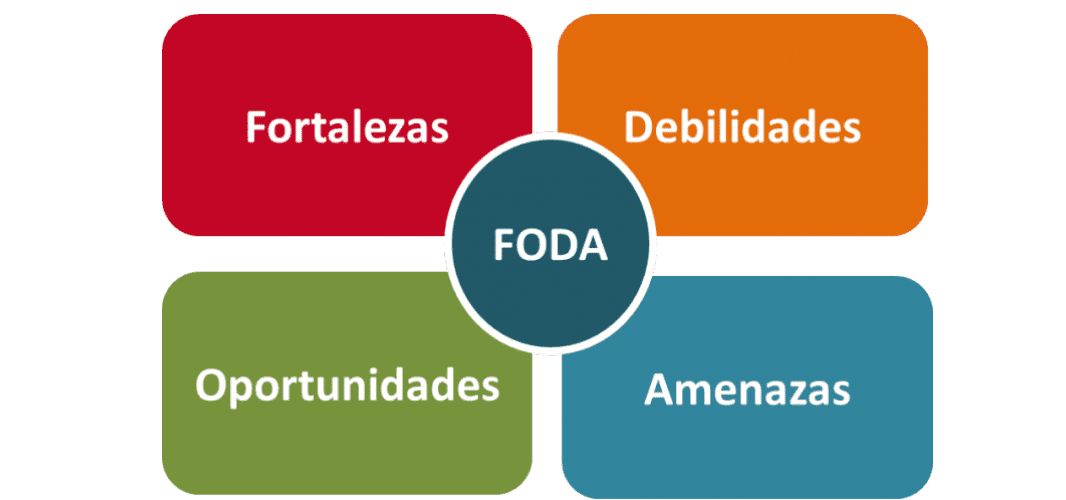 Fortalezas
Debilidades
FODA
Oportunidades
Amenazas